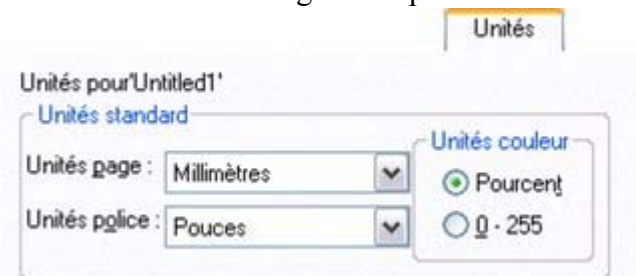 Unités
Unités pour'Untitled1'
Unités standard
Unités page : Millimètres
Unités police : Pouces
Unités couleur
Pourcent
0 - 255